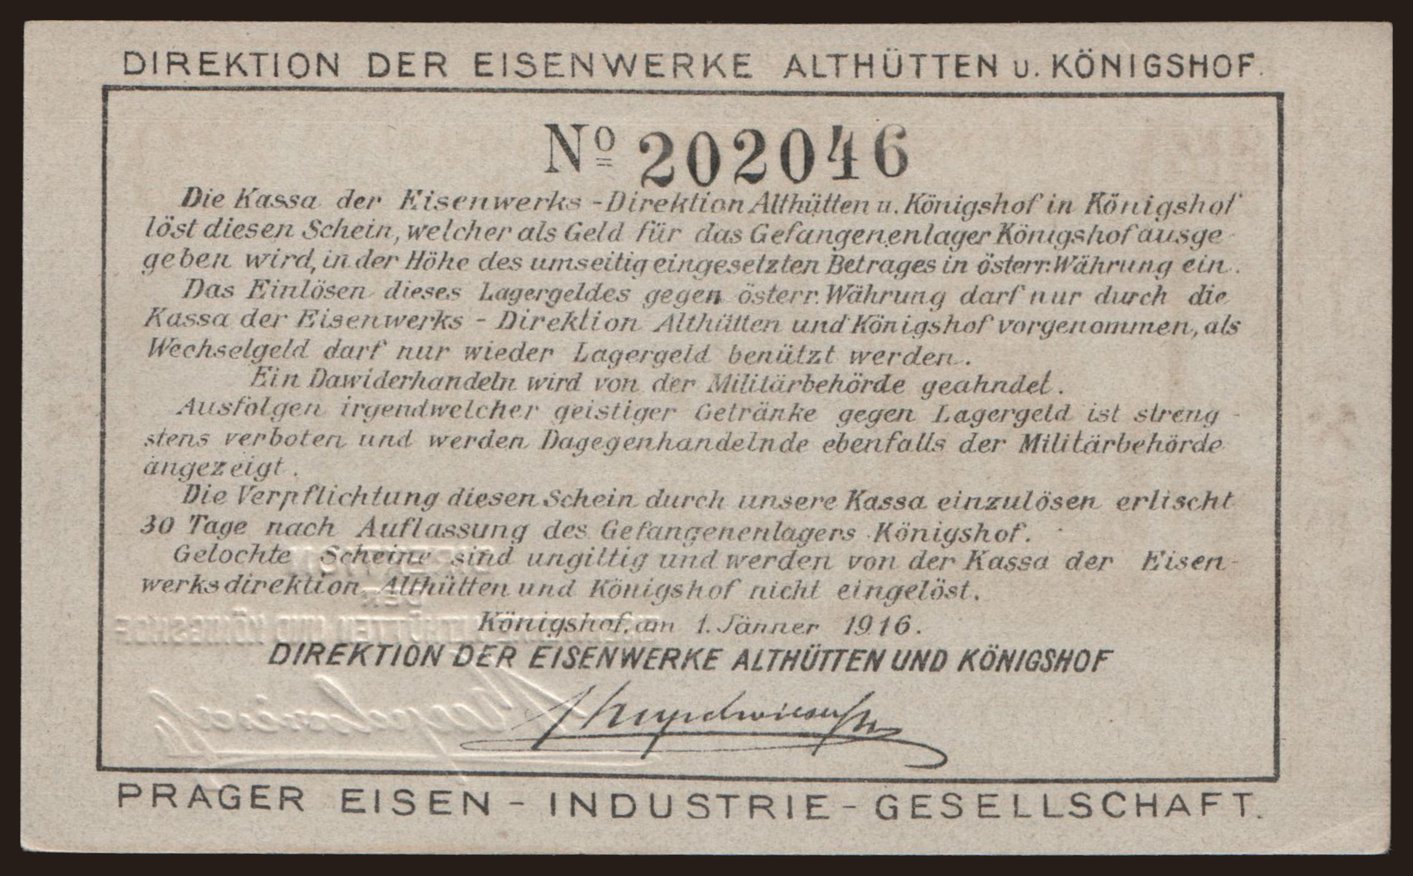 DIREKTION DER EISENWERKE ALTHÜTTEN u. KÖNIGSHOF.
No 202046
Die Kassa der Eisenwerks-Direktion Althütten u. Königshof in Königshof
löst diesen Schein, welcher als Geld für das Gefangenenlager Königshof ausge-
geben wird, in der Höhe des umseitig eingesetzten Betrages in österr. Währung ein.
Das Einlösen dieses Lagergeldes gegen österr. Währung darf nur durch die
Kassa der Eisenwerks-Direktion Althütten und Königshof vorgenommen, als
Wechselgeld darf nur wieder Lagergeld benützt werden.
Ein Dawiderhandeln wird von der Militärbehörde geahndet.
Ausfolgen irgendwelcher geistiger Getränke gegen Lagergeld ist streng-
stens verboten und werden Dagegenhandelnde ebenfalls der Militärbehörde
angezeigt.
Die Verpflichtung diesen Schein durch unsere Kassa einzulösen erlischt
30 Tage nach Auflassung des Gefangenenlagers Königshof.
Gelochte Scheine sind ungiltig und werden von der Kassa der Eisen-
werksdirektion Althütten und Königshof nicht eingelöst.
Königshof, am 1. Jänner 1916.
DIREKTION DER EISENWERKE ALTHÜTTEN UND KÖNIGSHOF
PRAGER EISEN-INDUSTRIE-GESELLSCHAFT.